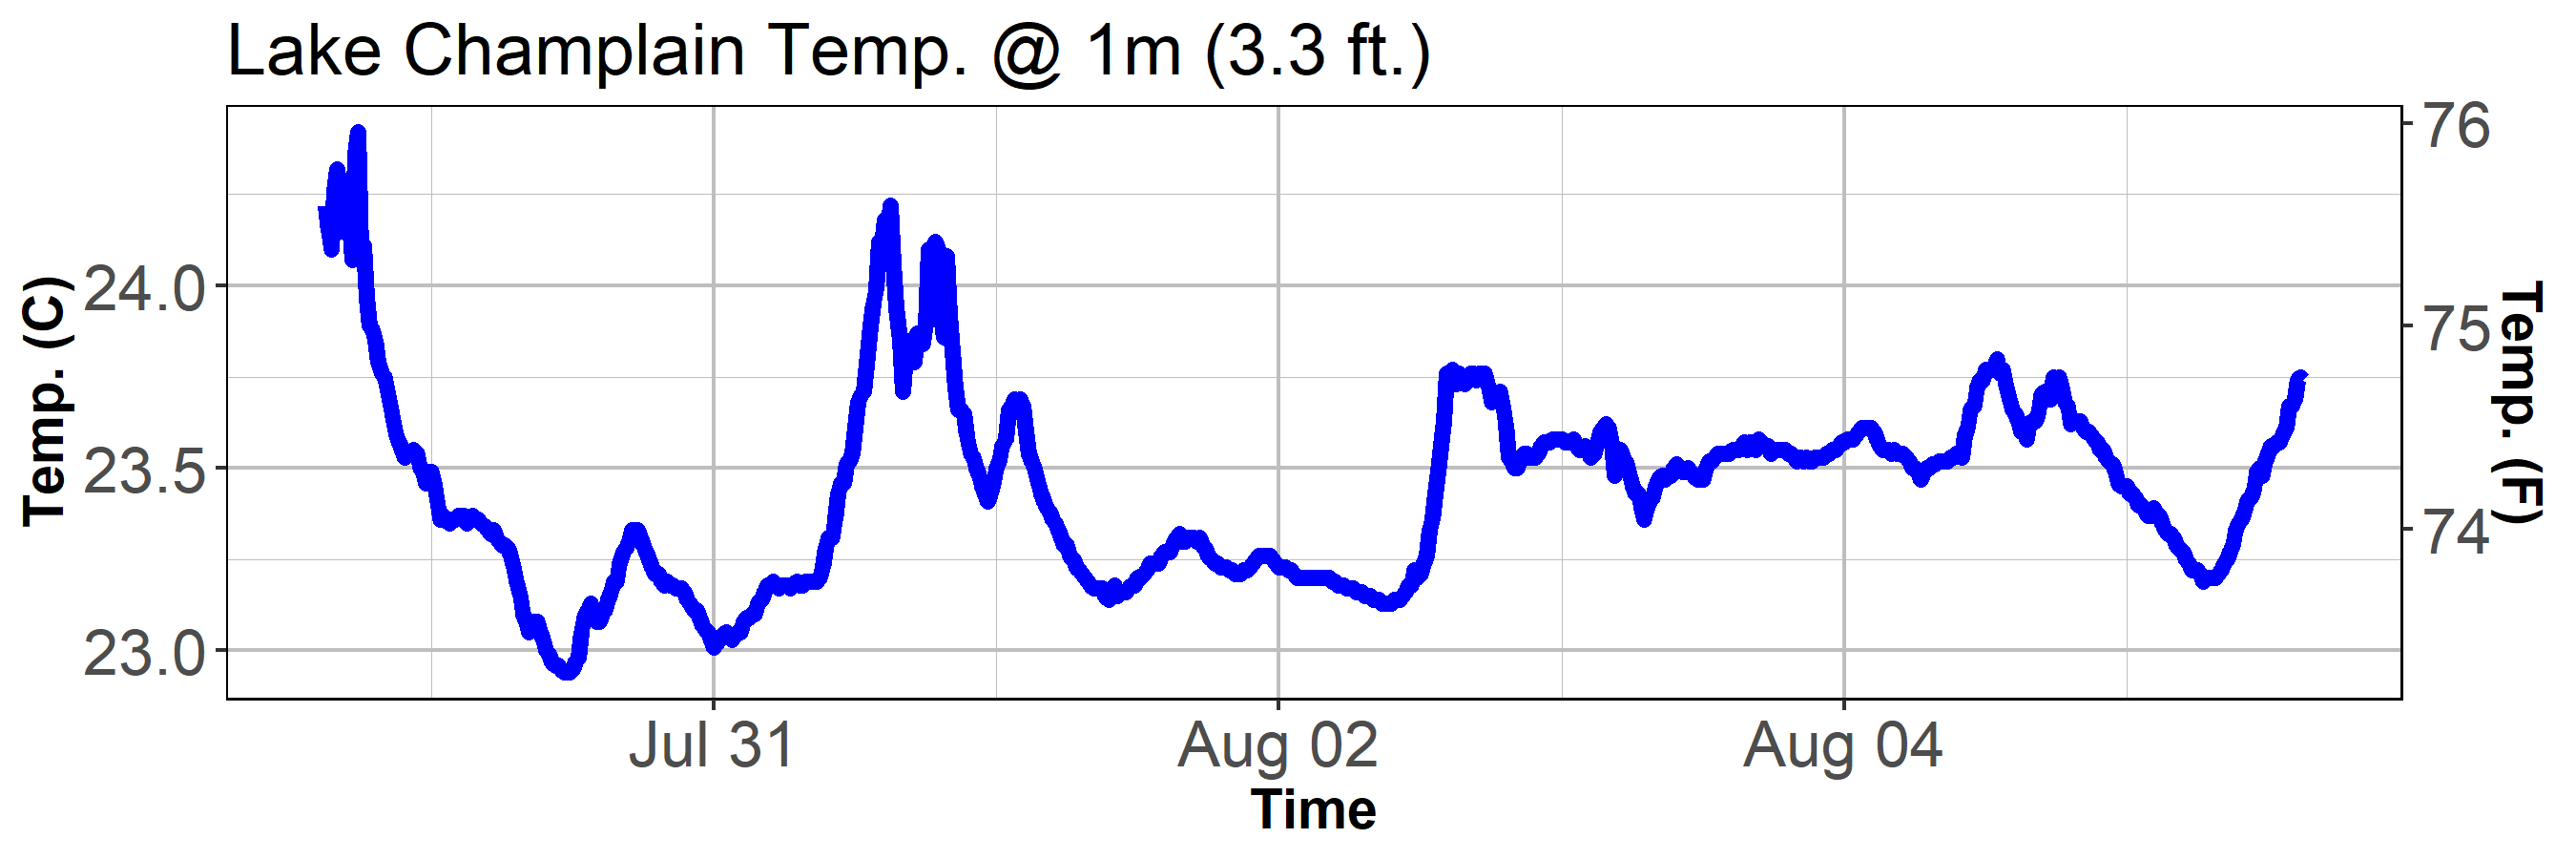 Lake Champlain Temp. @ 1m (3.3 ft.)
Temp. (C)
24.0
23.5
23.0
76
75
74
Temp. (F)
Jul 31
Aug 02
Aug 04
Time